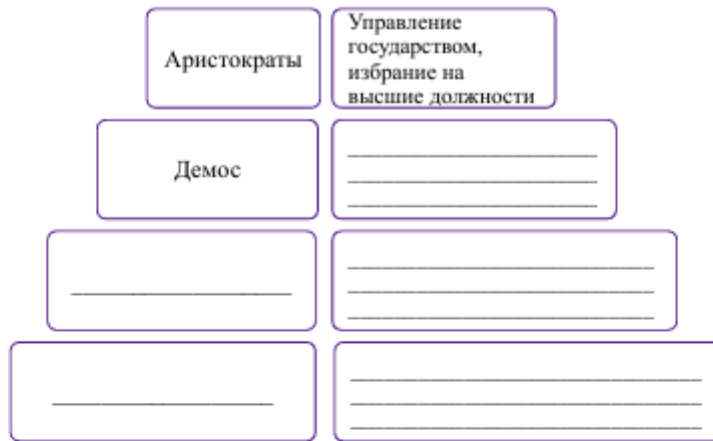 Аристократы
Управление
государством,
избрание на
высшие должности
Демос